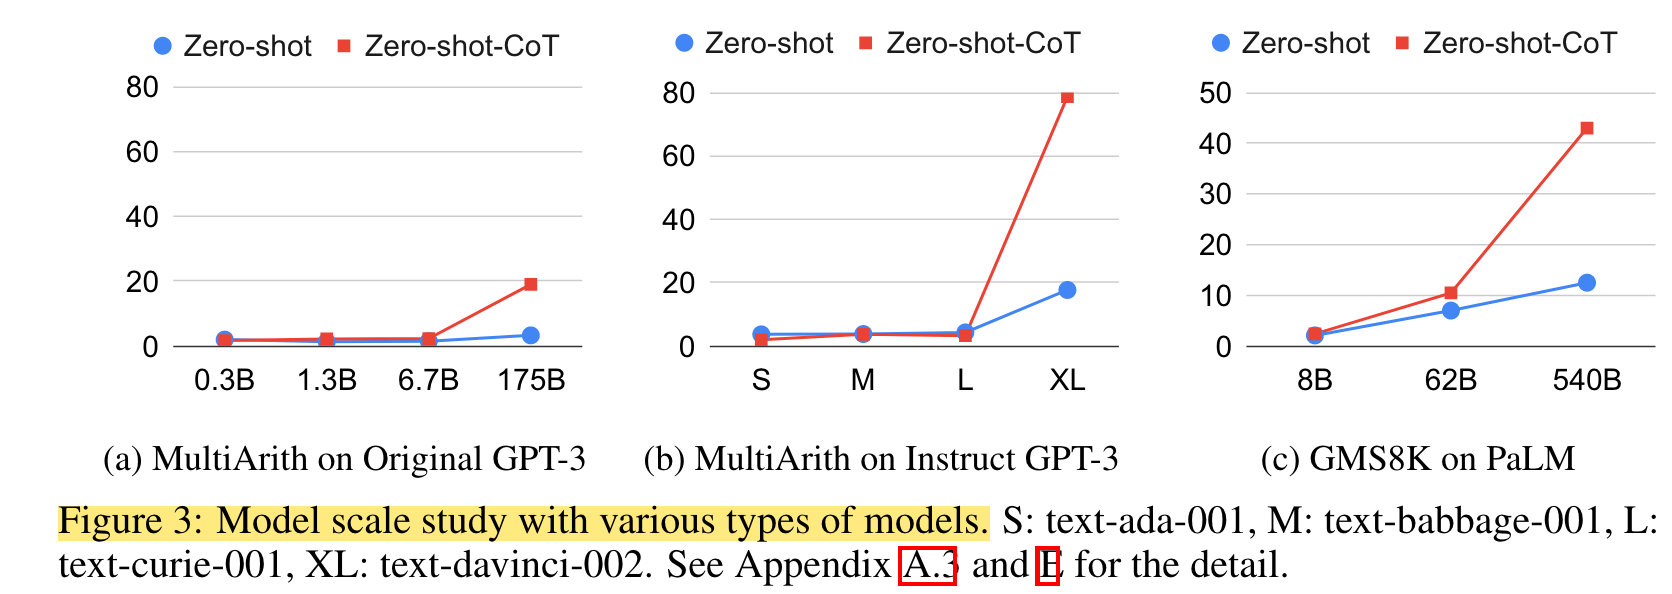 Zero-shot Zero-shot-CoT
80
60
40
20
0
0.3B 1.3B 6.7B 175B
(a) MultiArith on Original GPT-3
Zero-shot Zero-shot-CoT
80
60
40
20
0
S M L XL
(b) MultiArith on Instruct GPT-3
Zero-shot Zero-shot-CoT
50
40
30
20
10
0
8B 62B 540B
(c) GMS8K on PaLM
Figure 3: Model scale study with various types of models. S: text-ada-001, M: text-babbage-001, L:
text-curie-001, XL: text-davinci-002. See Appendix A.3 and E for the detail.